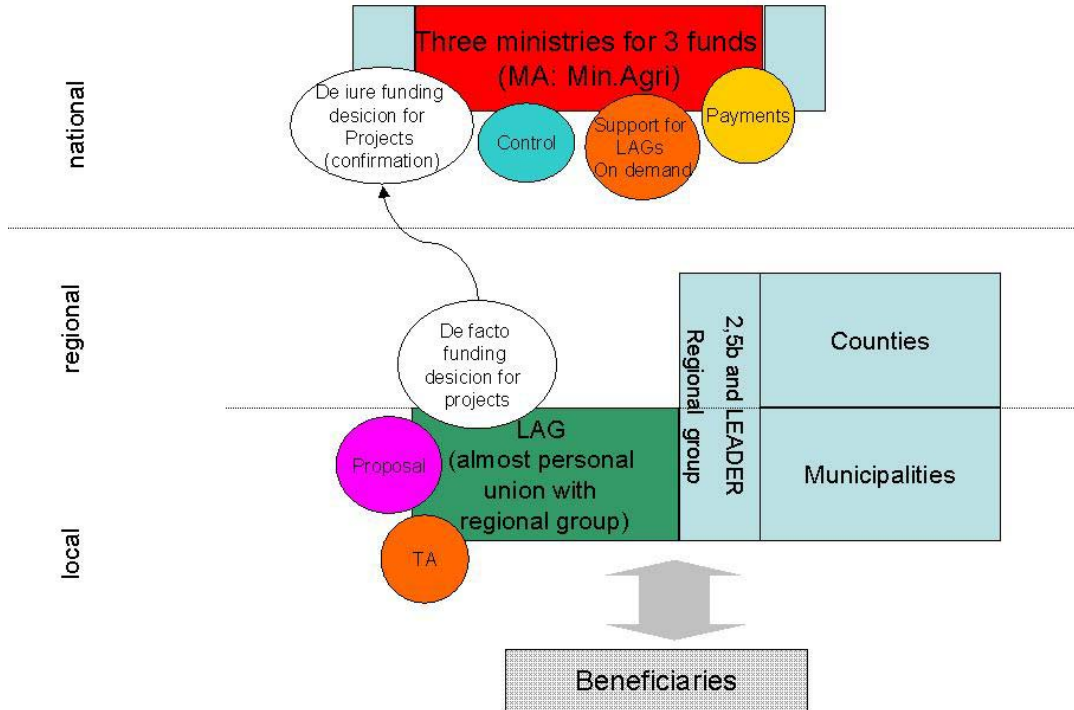 national
Three ministries for 3 funds
(MA: Min.Agri)
De iure funding
desicion for
Projects
(confirmation)
Control
Support for
LAGs
On demand
Payments
regional
De facto
funding
desicion for
projects
2,5b and LEADER
Regional group
Counties
local
Proposal
LAG
(almost personal
union with
regional group)
TA
Municipalities
Beneficiaries